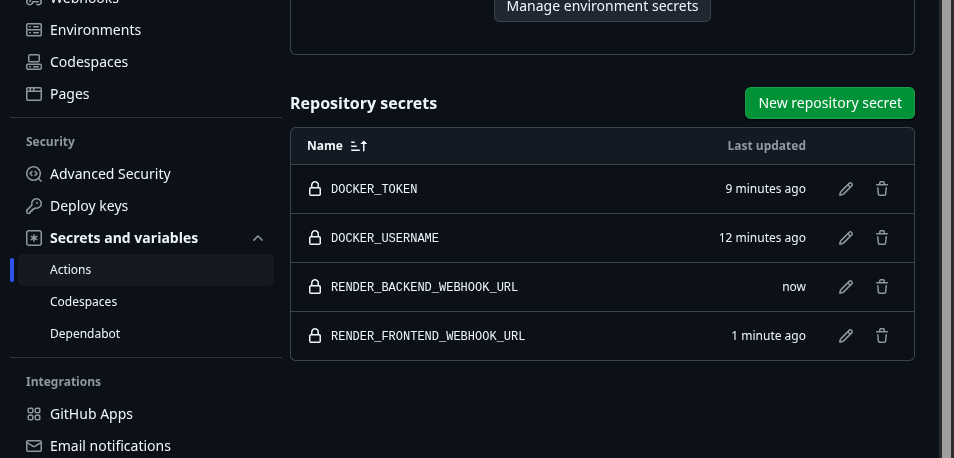 Webhooks
Environments
Codespaces
Pages
Security
Advanced Security
Deploy keys
Secrets and variables
Actions
Codespaces
Dependabot
Integrations
GitHub Apps
Email notifications
Manage environment secrets
Repository secrets
New repository secret
Name Last updated
DOCKER_TOKEN 9 minutes ago
DOCKER_USERNAME 12 minutes ago
RENDER_BACKEND_WEBHOOK_URL now
RENDER_FRONTEND_WEBHOOK_URL 1 minute ago